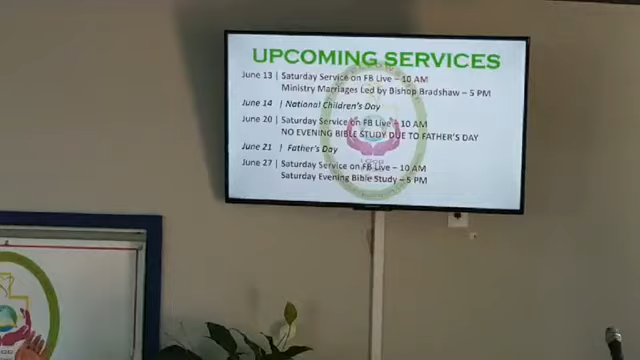 UPCOMING SERVICES
June 13 | Saturday Service on FB Live – 10 AM
Ministry Marriages Led by Bishop Bradshaw – 5 PM
June 14 | National Children's Day
June 20 | Saturday Service on FB Live – 10 AM
NO EVENING BIBLE STUDY DUE TO FATHER'S DAY
June 21 | Father's Day
June 27 | Saturday Service on FB Live – 10 AM
Saturday Evening Bible Study – 5 PM